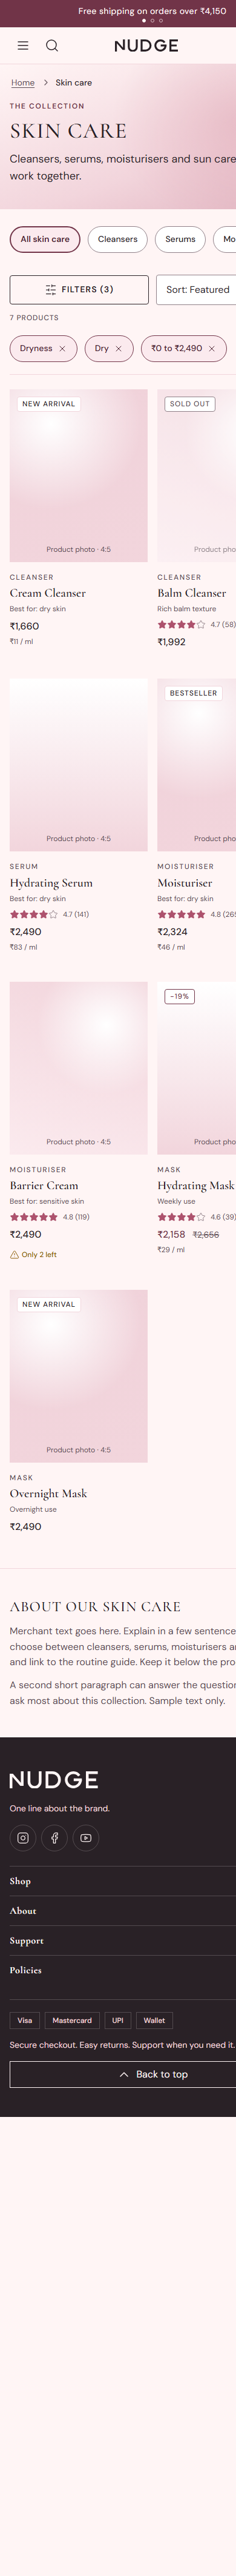 Free shipping on orders over ₹4,150
NUDGE
Home > Skin care
THE COLLECTION
SKIN CARE
Cleansers, serums, moisturisers and sun care
work together.
All skin care
Cleansers
Serums
FILTERS (3)
Sort: Featured
7 PRODUCTS
Dryness ×
Dry ×
₹0 to ₹2,490 ×
NEW ARRIVAL
Product photo · 4:5
CLEANSER
Cream Cleanser
Best for: dry skin
₹1,660
₹11 / ml
SOLD OUT
Product
CLEANSER
Balm Cleanser
Rich balm texture
4.7 (58)
₹1,992
Product photo · 4:5
SERUM
Hydrating Serum
Best for: dry skin
4.7 (141)
₹2,490
₹83 / ml
BESTSELLER
Product
MOISTURISER
Moisturiser
Best for: dry skin
4.8
₹2,324
₹46 / ml
Product photo · 4:5
MOISTURISER
Barrier Cream
Best for: sensitive skin
4.8 (119)
₹2,490
Only 2 left
-19%
Product
MASK
Hydrating Mask
Weekly use
4.6 (39)
₹2,158 ₹2,656
₹29 / ml
NEW ARRIVAL
Product photo · 4:5
MASK
Overnight Mask
Overnight use
₹2,490
ABOUT OUR SKIN CARE
Merchant text goes here. Explain in a few sentence
choose between cleansers, serums, moisturisers
and link to the routine guide. Keep it below the
A second short paragraph can answer the
ask most about this collection. Sample text only.
NUDGE
One line about the brand.
Shop
About
Support
Policies
Visa
Mastercard
UPI
Wallet
Secure checkout. Easy returns. Support when you need it.
Back to top